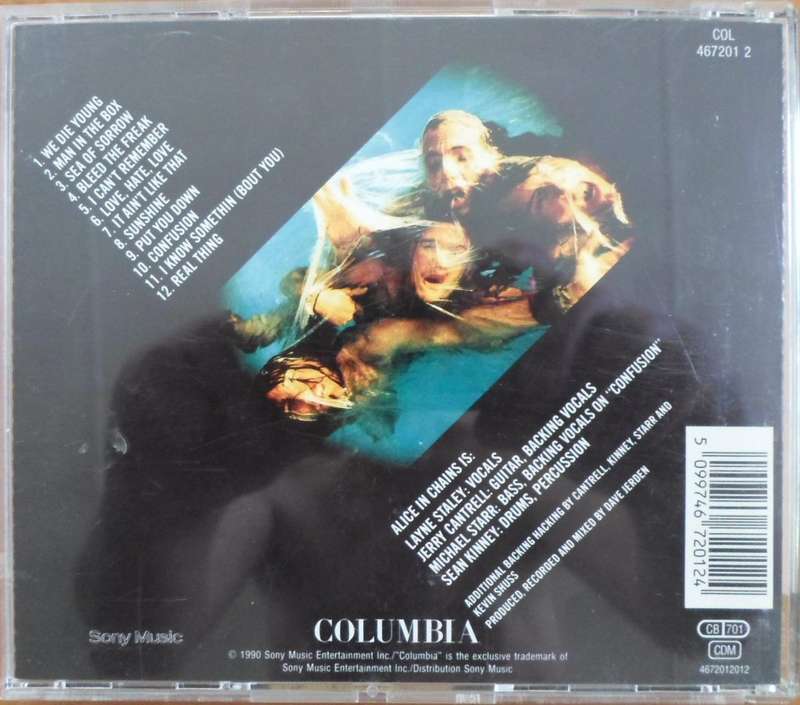 COL
467201 2
1. WE DIE YOUNG
2. MAN IN THE BOX
3. SEA OF SORROW
4. BLEED THE FREAK
5. I CAN'T REMEMBER
6. LOVE, HATE, LOVE
7. IT AIN'T LIKE THAT
8. SUNSHINE
9. PUT YOU DOWN
10. CONFUSION
11. I KNOW SOMETHIN (BOUT YOU)
12. REAL THING
ALICE IN CHAINS IS:
LAYNE STALEY: VOCALS
JERRY CANTRELL: GUITAR, BACKING VOCALS
MICHAEL STARR: BASS, BACKING VOCALS ON "CONFUSION"
SEAN KINNEY: DRUMS, PERCUSSION
ADDITIONAL BACKING HACKING BY CANTRELL, KINNEY, STARR AND
KEVIN SHUSS
PRODUCED, RECORDED AND MIXED BY DAVE JERDEN
5 099746 720124
Sony Music
COLUMBIA
CB 701
CDM
4672012012
© 1990 Sony Music Entertainment Inc./"Columbia" is the exclusive trademark of
Sony Music Entertainment Inc./Distribution Sony Music